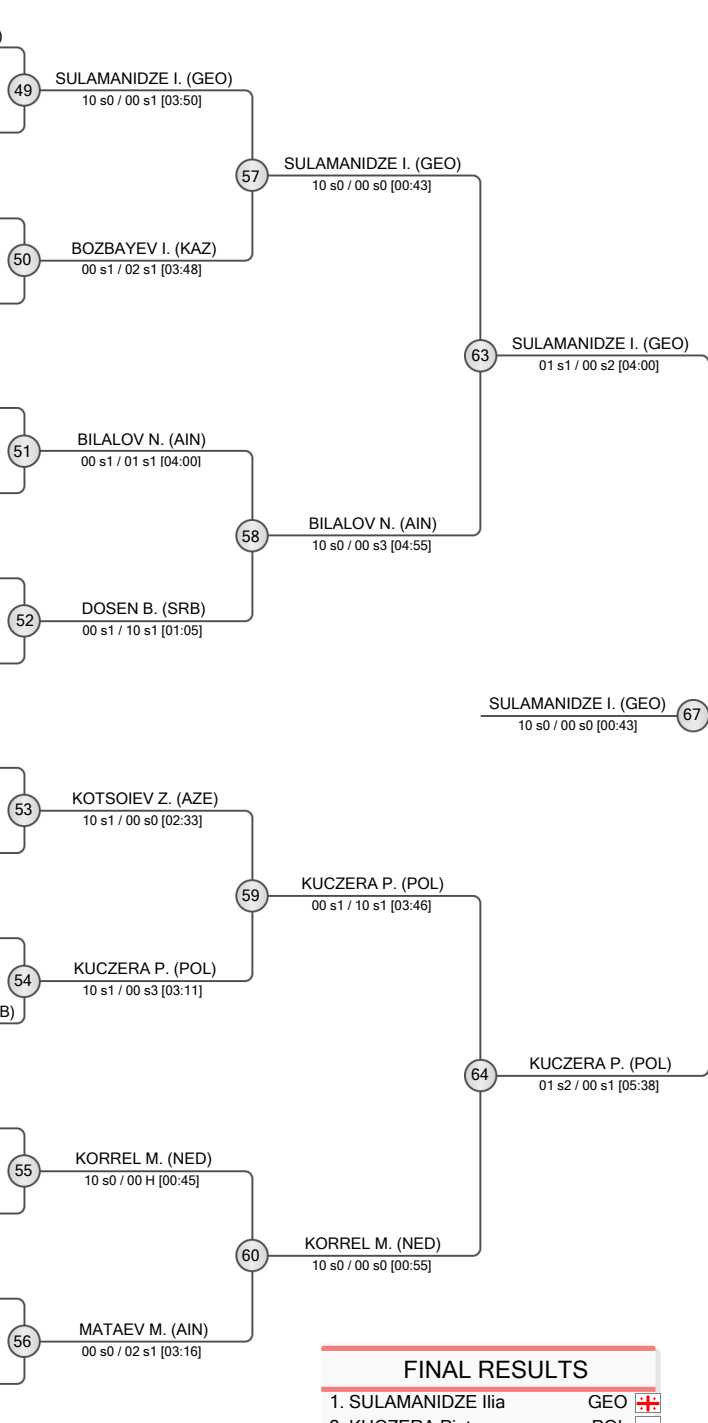 )
49
SULAMANIDZE I. (GEO)
10 s0 / 00 s1 [03:50]
57
SULAMANIDZE I. (GEO)
10 s0 / 00 s0 [00:43]
50
BOZBAYEV I. (KAZ)
00 s1 / 02 s1 [03:48]
63
SULAMANIDZE I. (GEO)
01 s1 / 00 s2 [04:00]
51
BILALOV N. (AIN)
00 s1 / 01 s1 [04:00]
58
BILALOV N. (AIN)
10 s0 / 00 s3 [04:55]
52
DOSEN B. (SRB)
00 s1 / 10 s1 [01:05]
SULAMANIDZE I. (GEO)
10 s0 / 00 s0 [00:43]
67
53
KOTSOIEV Z. (AZE)
10 s1 / 00 s0 [02:33]
59
KUCZERA P. (POL)
00 s1 / 10 s1 [03:46]
54
KUCZERA P. (POL)
10 s1 / 00 s3 [03:11]
B)
64
KUCZERA P. (POL)
01 s2 / 00 s1 [05:38]
55
KORREL M. (NED)
10 s0 / 00 H [00:45]
60
KORREL M. (NED)
10 s0 / 00 s0 [00:55]
56
MATAEV M. (AIN)
00 s0 / 02 s1 [03:16]
FINAL RESULTS
1. SULAMANIDZE Ilia GEO
2. KUCZERA Piotr POL